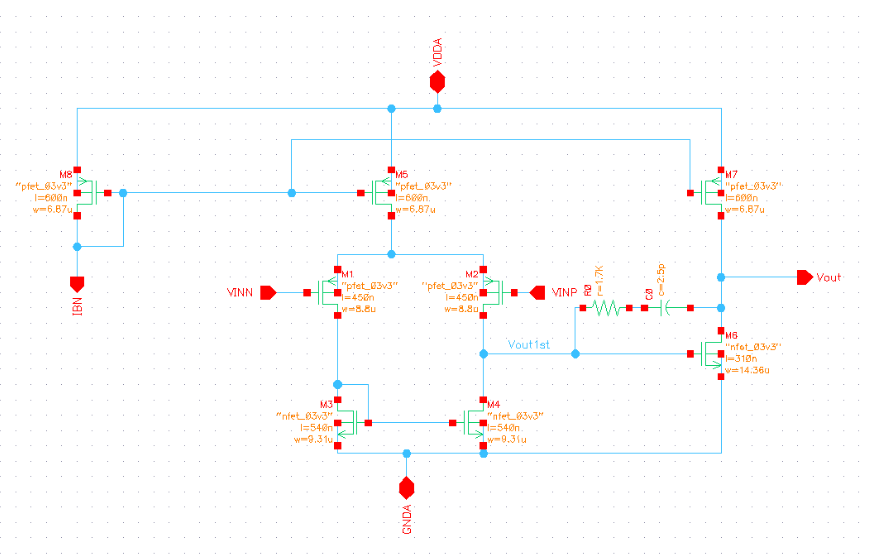 VDDA
M8
"pfet_03v3"
l=600n
w=6.87u
M5
"pfet_03v3"
l=600n
w=6.87u
M7
"pfet_03v3"
l=600n
w=6.87u
IBN
VINN
M1
"pfet_03v3"
l=450n
w=8.8u
M2
"pfet_03v3"
l=450n
w=8.8u
VINP
R0
r=1.7K
C0
c=2.5p
Vout
Vout1st
M6
"nfet_03v3"
l=310n
w=14.36u
M3
"nfet_03v3"
l=540n
w=9.31u
M4
"nfet_03v3"
l=540n
w=9.31u
GNDA